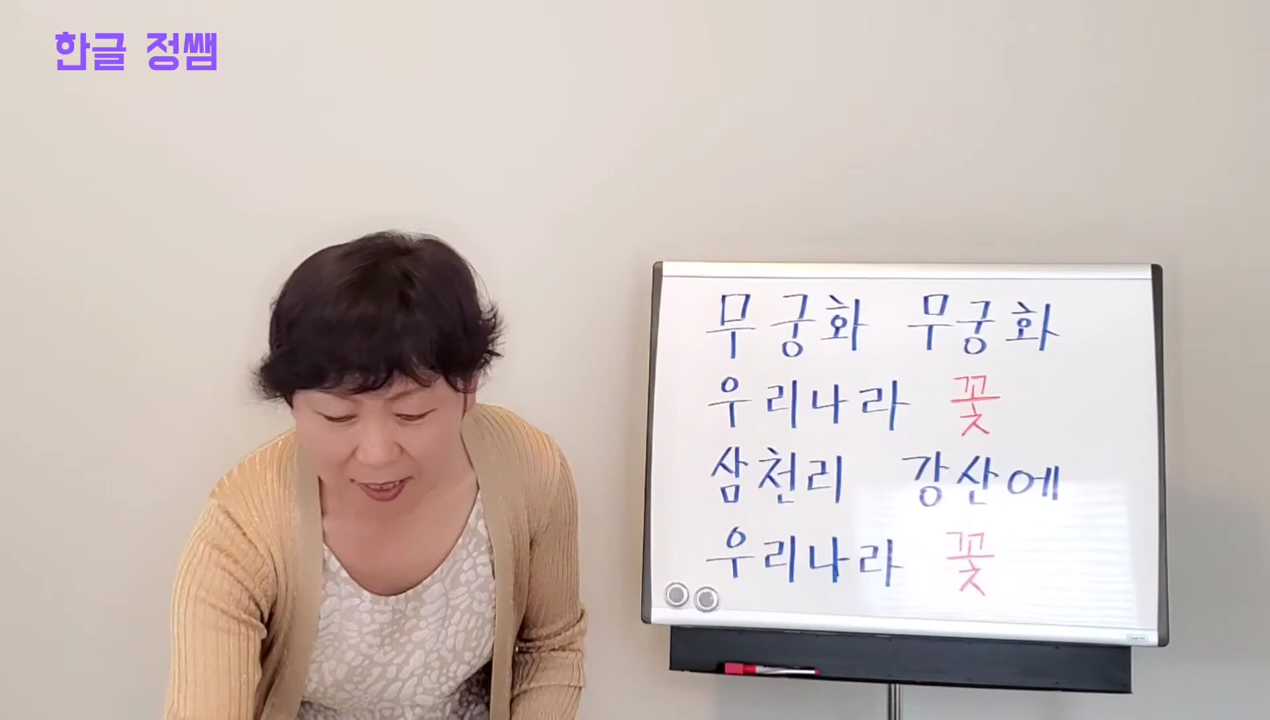 한글 정쌤
무궁화 무궁화
우리나라 꽃
삼천리 강산에
우리나라 꽃